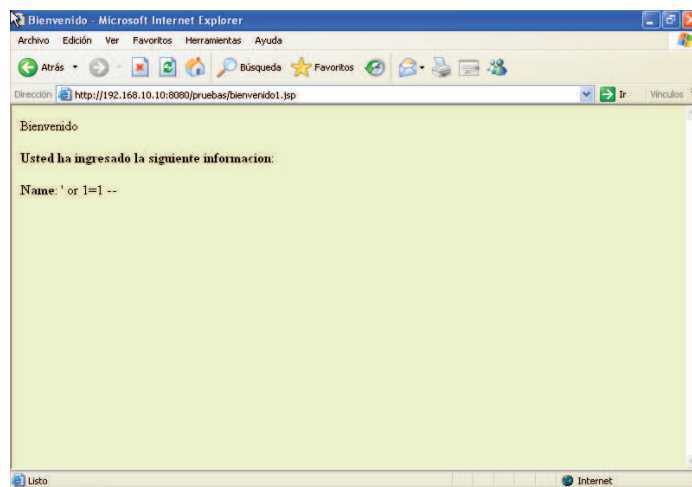 Bienvenido - Microsoft Internet Explorer
Archivo Edición Ver Favoritos Herramientas Ayuda
Atrás Búsqueda Favoritos
Dirección http://192.168.10.10:8080/pruebas/bienvenido1.jsp Ir Vínculos
Bienvenido
Usted ha ingresado la siguiente informacion:
Name: ' or 1=1 --
Listo Internet